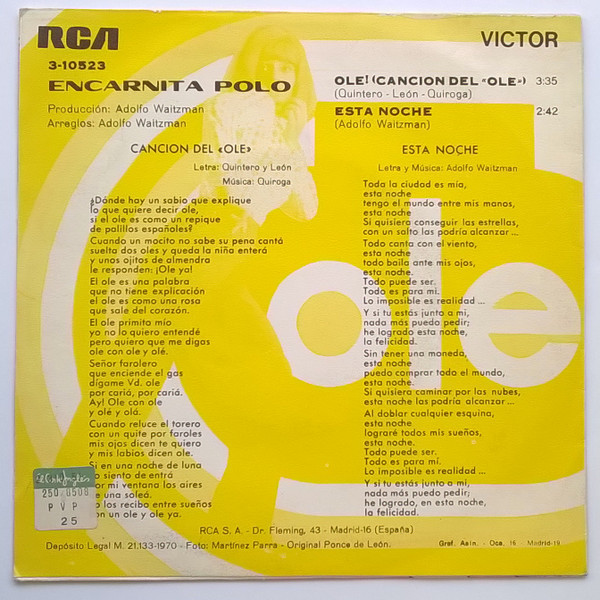 RCA
VICTOR
3-10523
ENCARNITA POLO
Producción: Adolfo Waitzman
Arreglos: Adolfo Waitzman
OLE! (CANCION DEL «OLE») 3:35
(Quintero - León - Quiroga)
ESTA NOCHE 2:42
(Adolfo Waitzman)
CANCION DEL «OLE»
Letra: Quintero y León
Música: Quiroga
¿Dónde hay un sabio que explique
lo que quiere decir ole,
si el ole es como un repique
de palillos españoles?
Cuando un mocito no sabe su pena cantá
suelta dos oles y queda la niña enterá
y unos ojitos de almendra
le responden: ¡Ole ya!
El ole es una palabra
que no tiene explicación
el ole es como una rosa
que sale del corazón.
El ole primita mío
yo no lo quiero entendé
pero quiero que me digas
ole con ole y olé.
Señor farolero
que enciende el gas
dígame Vd. ole
por cariá, por cariá.
Ay! Ole con ole
y olé y olá.
Cuando reluce el torero
con un quite por faroles
mis ojos dicen te quiero
y mis labios dicen ole.
Si en una noche de luna
o siento de entrá
or mi ventana los aires
e una soleá.
o los recibo entre sueños
on un ole y ole ya.
ESTA NOCHE
Letra y Música: Adolfo Waitzman
Toda la ciudad es mía,
esta noche
tengo el mundo entre mis manos,
esta noche
Si quisiera conseguir las estrellas,
con un salto las podría alcanzar ...
Todo canta con el viento,
esta noche
todo baila ante mis ojos,
esta noche.
Todo puede ser.
Todo es para mi.
Lo imposible es realidad ...
Y si tu estás junto a mi,
nada más puedo pedir;
he logrado esta noche,
la felicidad.
Sin tener una moneda,
esta noche
puedo comprar todo el mundo,
esta noche.
Si quisiera caminar por las nubes,
esta noche las podría alcanzar ...
Al doblar cualquier esquina,
esta noche
lograré todos mis sueños,
esta noche.
Todo puede ser.
Todo es para mí.
Lo imposible es realidad ...
Y si tu estás junto a mi,
nada más puedo pedir;
he logrado, en esta noche,
la felicidad.
ole
El Corte Inglés
250 0508
P V P
25
RCA S. A. - Dr. Fleming, 43 - Madrid-16 (España)
Depósito Legal M. 21.133-1970 - Foto: Martínez Parra - Original Ponce de León.
Graf. Asin. - Oca, 16 - Madrid-19